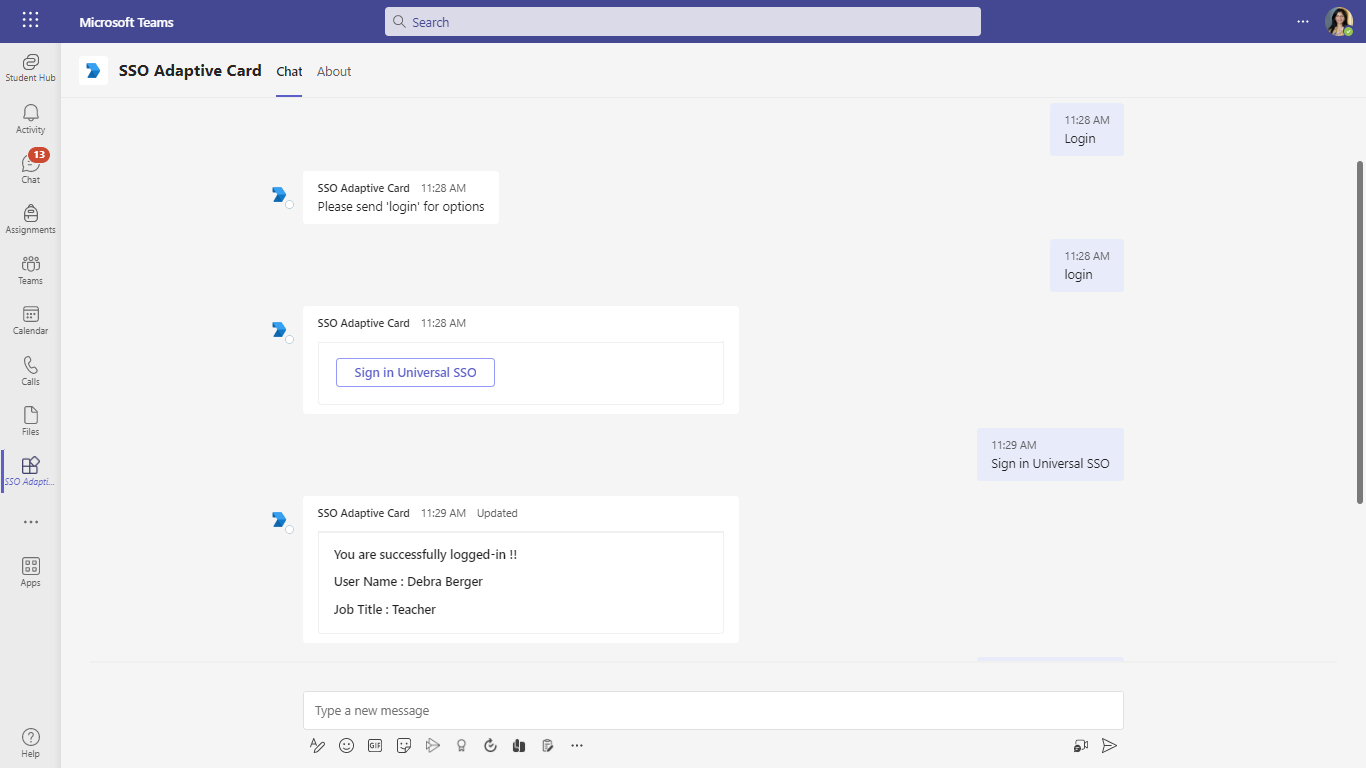 Microsoft Teams
Search
Student Hub
Activity
13
Chat
Assignments
Teams
Calendar
Calls
Files
SSO Adapti...
Apps
Help
SSO Adaptive Card
Chat
About
11:28 AM
Login
SSO Adaptive Card 11:28 AM
Please send 'login' for options
11:28 AM
login
SSO Adaptive Card 11:28 AM
Sign in Universal SSO
11:29 AM
Sign in Universal SSO
SSO Adaptive Card 11:29 AM Updated
You are successfully logged-in !!
User Name : Debra Berger
Job Title : Teacher
Type a new message
GIF